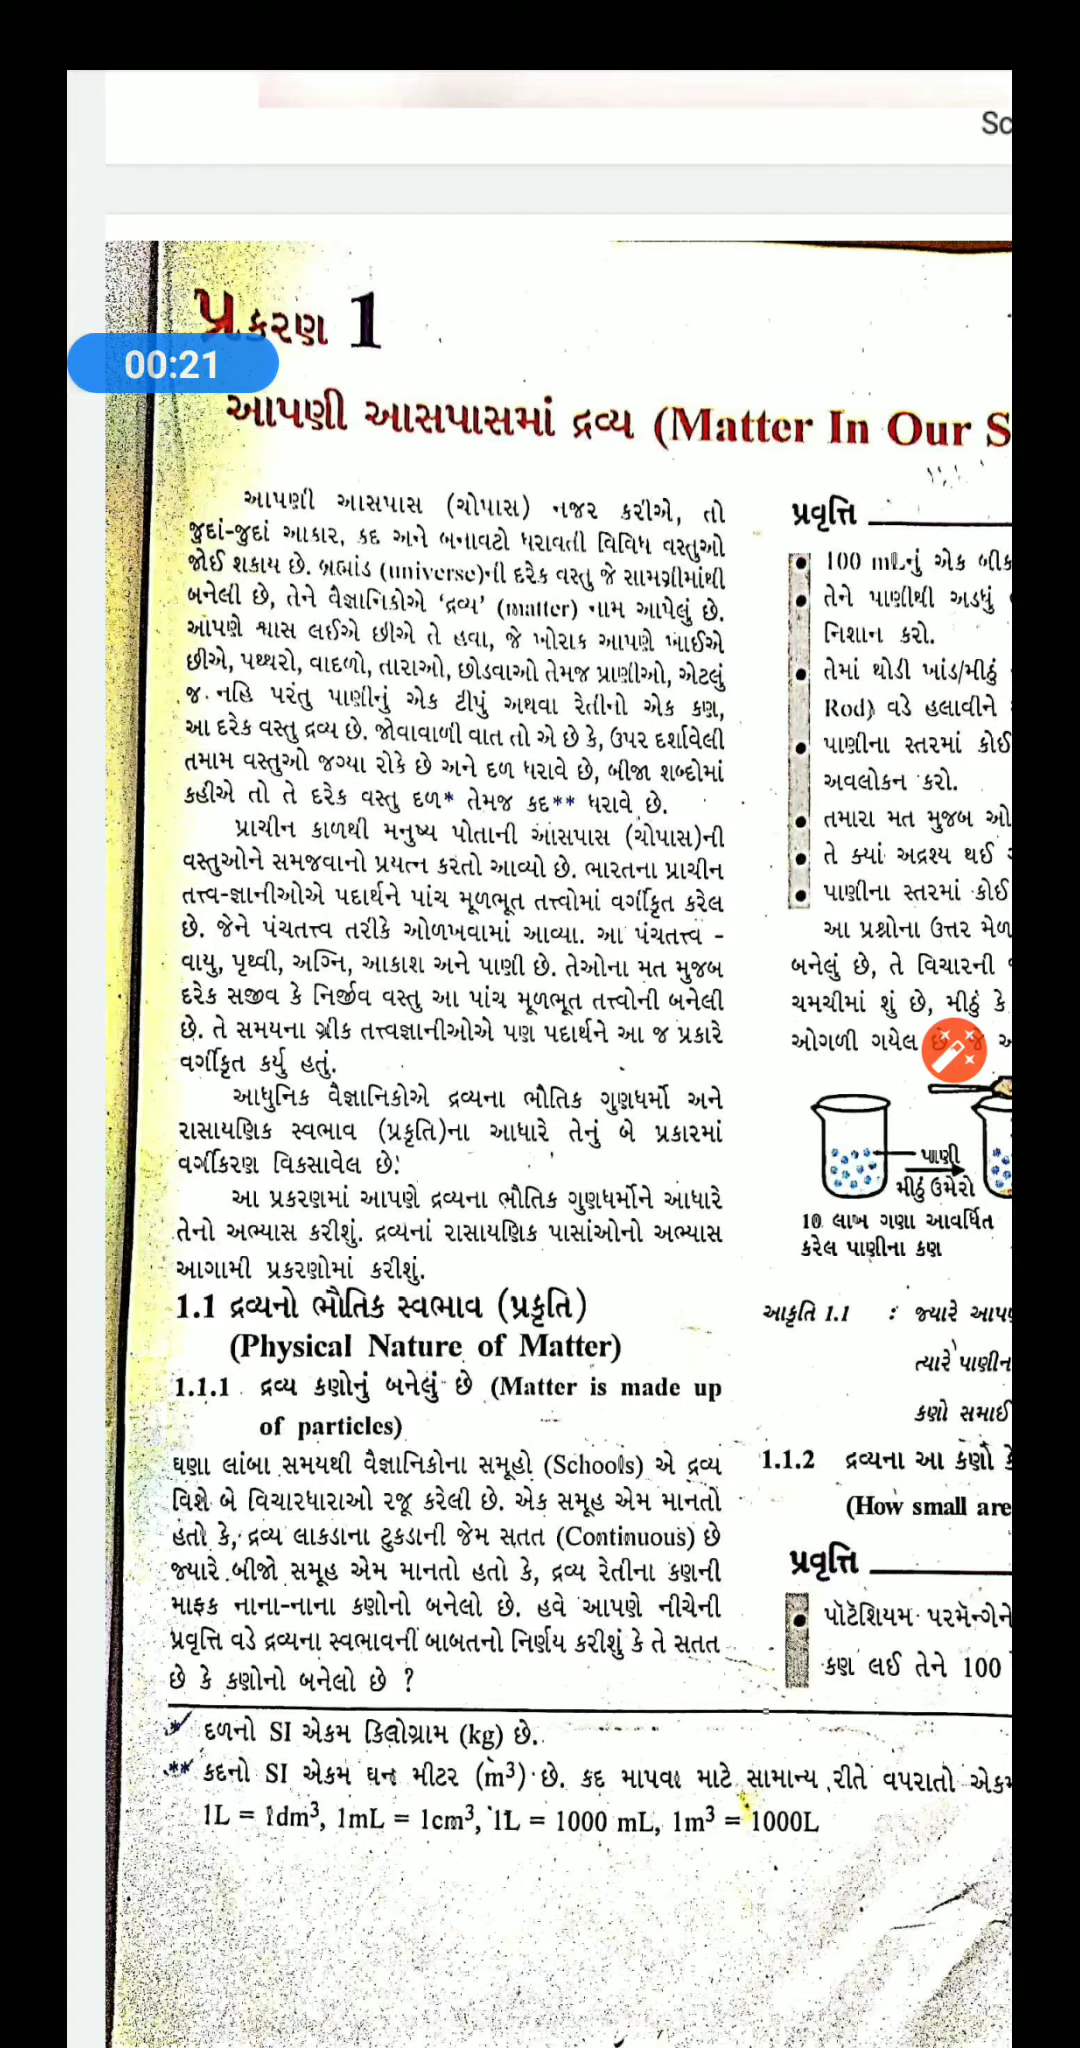 Sc
પ્રકરણ 1
00:21
આપણી આસપાસમાં દ્રવ્ય (Matter In Our S
આપણી આસપાસ (ચોપાસ) નજર કરીએ, તો
જુદાં-જુદાં આકાર, કદ અને બનાવટો ધરાવતી વિવિધ વસ્તુઓ
જોઈ શકાય છે. બ્રહ્માંડ (universe)ની દરેક વસ્તુ જે સામગ્રીમાંથી
બનેલી છે, તેને વૈજ્ઞાનિકોએ ‘દ્રવ્ય’ (matter) નામ આપેલું છે.
આપણે શ્વાસ લઈએ છીએ તે હવા, જે ખોરાક આપણે ખાઈએ
છીએ, પથ્થરો, વાદળો, તારાઓ, છોડવાઓ તેમજ પ્રાણીઓ, એટલું
જ નહિ પરંતુ પાણીનું એક ટીપું અથવા રેતીનો એક કણ,
આ દરેક વસ્તુ દ્રવ્ય છે. જોવાવાળી વાત તો એ છે કે, ઉપર દર્શાવેલી
તમામ વસ્તુઓ જગ્યા રોકે છે અને દળ ધરાવે છે, બીજા શબ્દોમાં
કહીએ તો તે દરેક વસ્તુ દળ* તેમજ કદ** ધરાવે છે.
પ્રાચીન કાળથી મનુષ્ય પોતાની આસપાસ (ચોપાસ)ની
વસ્તુઓને સમજવાનો પ્રયત્ન કરતો આવ્યો છે. ભારતના પ્રાચીન
તત્ત્વ-જ્ઞાનીઓએ પદાર્થને પાંચ મૂળભૂત તત્ત્વોમાં વર્ગીકૃત કરેલ
છે. જેને પંચતત્ત્વ તરીકે ઓળખવામાં આવ્યા. આ પંચતત્ત્વ -
વાયુ, પૃથ્વી, અગ્નિ, આકાશ અને પાણી છે. તેઓના મત મુજબ
દરેક સજીવ કે નિર્જીવ વસ્તુ આ પાંચ મૂળભૂત તત્ત્વોની બનેલી
છે. તે સમયના ગ્રીક તત્ત્વજ્ઞાનીઓએ પણ પદાર્થને આ જ પ્રકારે
વર્ગીકૃત કર્યુ હતું.
આધુનિક વૈજ્ઞાનિકોએ દ્રવ્યના ભૌતિક ગુણધર્મો અને
રાસાયણિક સ્વભાવ (પ્રકૃતિ)ના આધારે તેનું બે પ્રકારમાં
વર્ગીકરણ વિકસાવેલ છે.
આ પ્રકરણમાં આપણે દ્રવ્યના ભૌતિક ગુણધર્મોને આધારે
તેનો અભ્યાસ કરીશું. દ્રવ્યનાં રાસાયણિક પાસાંઓનો અભ્યાસ
આગામી પ્રકરણોમાં કરીશું.
1.1 દ્રવ્યનો ભૌતિક સ્વભાવ (પ્રકૃતિ)
(Physical Nature of Matter)
1.1.1 દ્રવ્ય કણોનું બનેલું છે (Matter is made up
of particles)
ઘણા લાંબા સમયથી વૈજ્ઞાનિકોના સમૂહો (Schools) એ દ્રવ્ય
વિશે બે વિચારધારાઓ રજૂ કરેલી છે. એક સમૂહ એમ માનતો
હતો કે, દ્રવ્ય લાકડાના ટુકડાની જેમ સતત (Continuous) છે
જ્યારે બીજો સમૂહ એમ માનતો હતો કે, દ્રવ્ય રેતીના કણની
માફક નાના-નાના કણોનો બનેલો છે. હવે આપણે નીચેની
પ્રવૃત્તિ વડે દ્રવ્યના સ્વભાવની બાબતનો નિર્ણય કરીશું કે તે સતત
છે કે કણોનો બનેલો છે ?
પ્રવૃત્તિ
• 100 mLનું એક બીક
• તેને પાણીથી અડધું
નિશાન કરો.
• તેમાં થોડી ખાંડ/મીઠું
Rod) વડે હલાવીને
• પાણીના સ્તરમાં કોઈ
અવલોકન કરો.
• તમારા મત મુજબ ઓ
• તે ક્યાં અદ્રશ્ય થઈ
• પાણીના સ્તરમાં કોઈ
આ પ્રશ્નોના ઉત્તર મેળ
બનેલું છે, તે વિચારની
ચમચીમાં શું છે, મીઠું કે
ઓગળી ગયેલ છે જે
પાણી
મીઠું ઉમેરો
10 લાખ ગણા આવર્ધિત
કરેલ પાણીના કણ
આકૃતિ 1.1 : જ્યારે આપ
ત્યારે પાણીન
કણો સમાઈ
1.1.2 દ્રવ્યના આ કણો કે
(How small are
પ્રવૃત્તિ
• પૉટૅશિયમ પરમૅન્ગેને
કણ લઈ તેને 100
* દળનો SI એકમ કિલોગ્રામ (kg) છે.
** કદનો SI એકમ ઘન મીટર (m³) છે. કદ માપવા માટે સામાન્ય રીતે વપરાતો એકમ
1L = 1dm³, 1mL = 1cm³, 1L = 1000 mL, 1m³ = 1000L